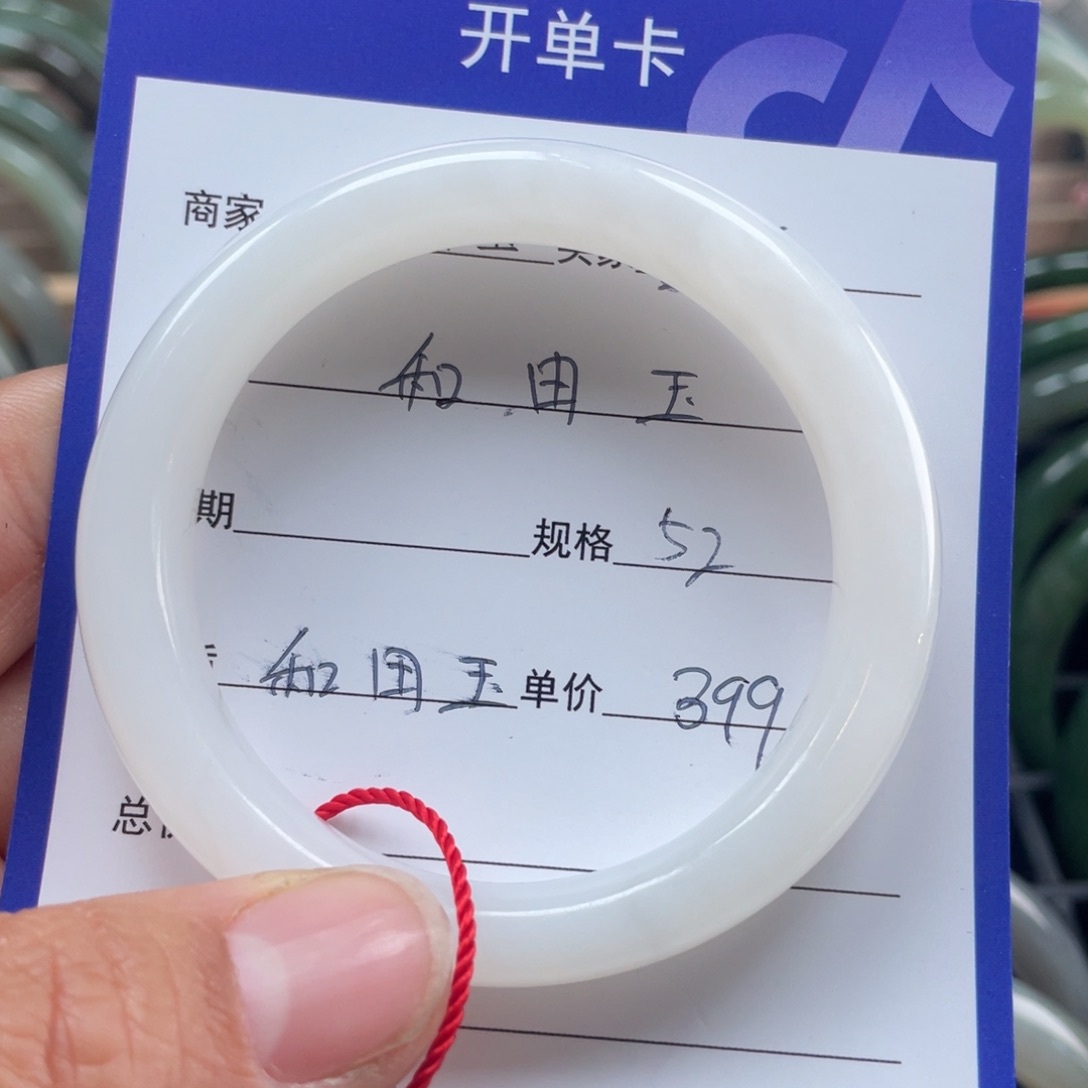 开单卡
商家
和田玉
期 规格 52
和田玉 单价 399
总